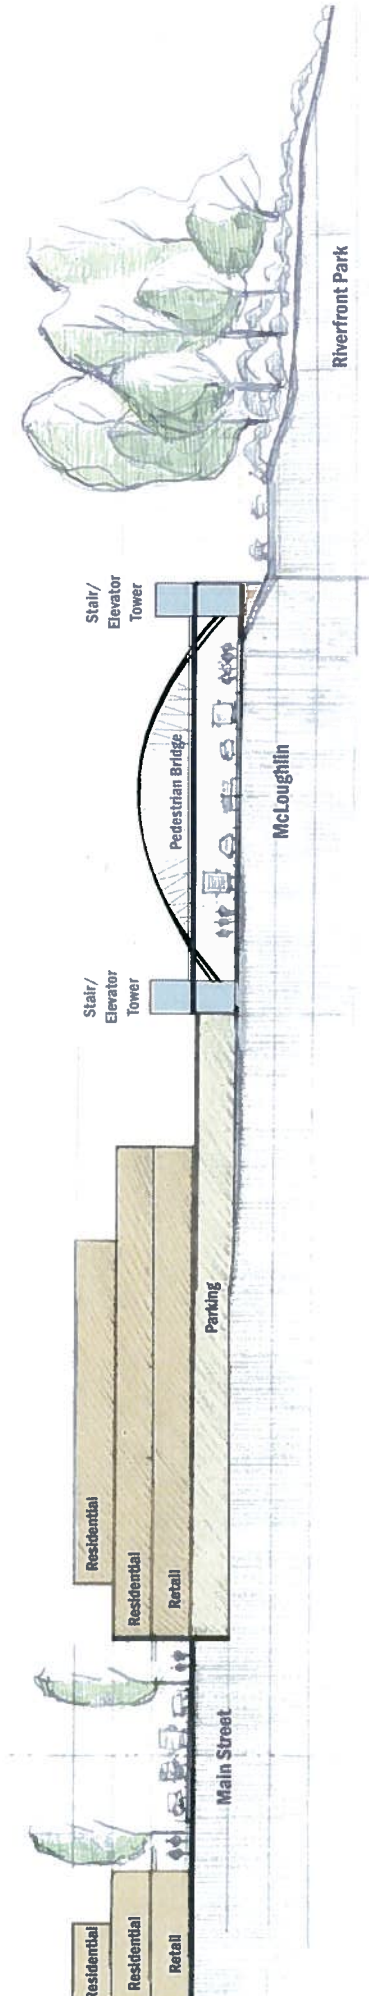 Residential
Residential
Retail
Main Street
Residential
Residential
Retail
Parking
Stair/
Elevator
Tower
Pedestrian Bridge
McLoughlin
Stair/
Elevator
Tower
Riverfront Park